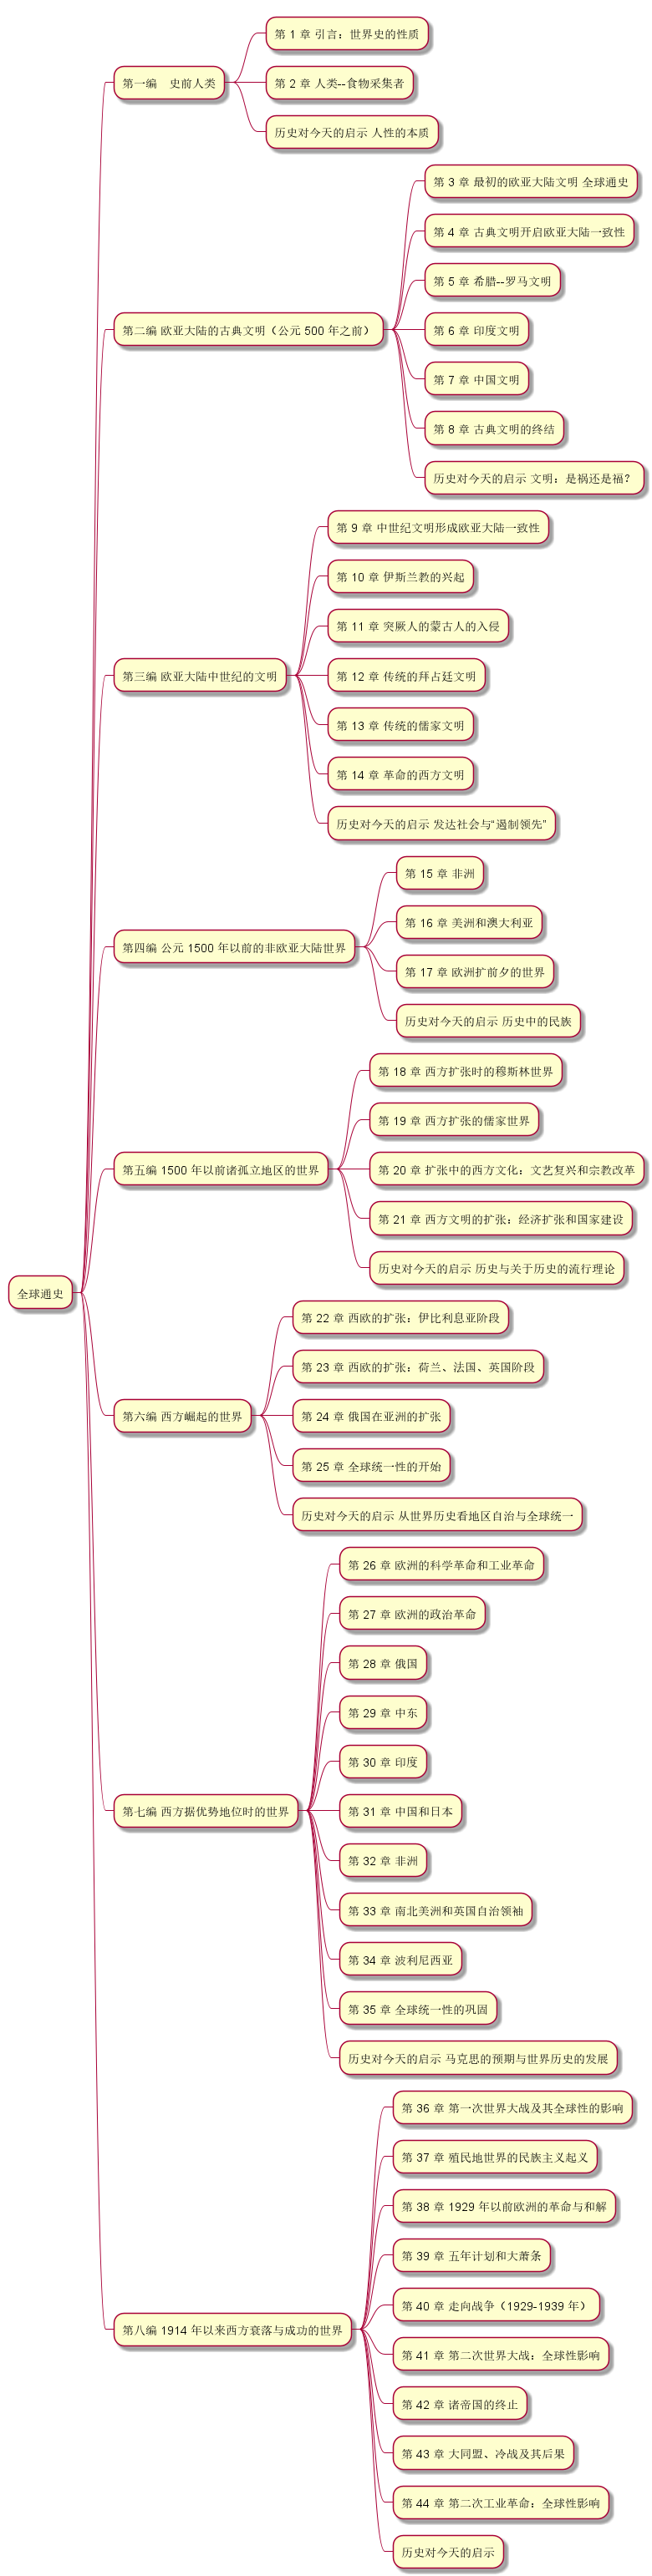 全球通史
第一编　史前人类
第 1 章 引言：世界史的性质
第 2 章 人类--食物采集者
历史对今天的启示 人性的本质
第二编 欧亚大陆的古典文明（公元 500 年之前）
第 3 章 最初的欧亚大陆文明 全球通史
第 4 章 古典文明开启欧亚大陆一致性
第 5 章 希腊--罗马文明
第 6 章 印度文明
第 7 章 中国文明
第 8 章 古典文明的终结
历史对今天的启示 文明：是祸还是福?
第三编 欧亚大陆中世纪的文明
第 9 章 中世纪文明形成欧亚大陆一致性
第 10 章 伊斯兰教的兴起
第 11 章 突厥人的蒙古人的入侵
第 12 章 传统的拜占廷文明
第 13 章 传统的儒家文明
第 14 章 革命的西方文明
历史对今天的启示 发达社会与“遏制领先”
第四编 公元 1500 年以前的非欧亚大陆世界
第 15 章 非洲
第 16 章 美洲和澳大利亚
第 17 章 欧洲扩前夕的世界
历史对今天的启示 历史中的民族
第五编 1500 年以前诸孤立地区的世界
第 18 章 西方扩张时的穆斯林世界
第 19 章 西方扩张的儒家世界
第 20 章 扩张中的西方文化：文艺复兴和宗教改革
第 21 章 西方文明的扩张：经济扩张和国家建设
历史对今天的启示 历史与关于历史的流行理论
第六编 西方崛起的世界
第 22 章 西欧的扩张：伊比利息亚阶段
第 23 章 西欧的扩张：荷兰、法国、英国阶段
第 24 章 俄国在亚洲的扩张
第 25 章 全球统一性的开始
历史对今天的启示 从世界历史看地区自治与全球统一
第七编 西方据优势地位时的世界
第 26 章 欧洲的科学革命和工业革命
第 27 章 欧洲的政治革命
第 28 章 俄国
第 29 章 中东
第 30 章 印度
第 31 章 中国和日本
第 32 章 非洲
第 33 章 南北美洲和英国自治领袖
第 34 章 波利尼西亚
第 35 章 全球统一性的巩固
历史对今天的启示 马克思的预期与世界历史的发展
第八编 1914 年以来西方衰落与成功的世界
第 36 章 第一次世界大战及其全球性的影响
第 37 章 殖民地世界的民族主义起义
第 38 章 1929 年以前欧洲的革命与和解
第 39 章 五年计划和大萧条
第 40 章 走向战争（1929-1939 年）
第 41 章 第二次世界大战：全球性影响
第 42 章 诸帝国的终止
第 43 章 大同盟、冷战及其后果
第 44 章 第二次工业革命：全球性影响
历史对今天的启示